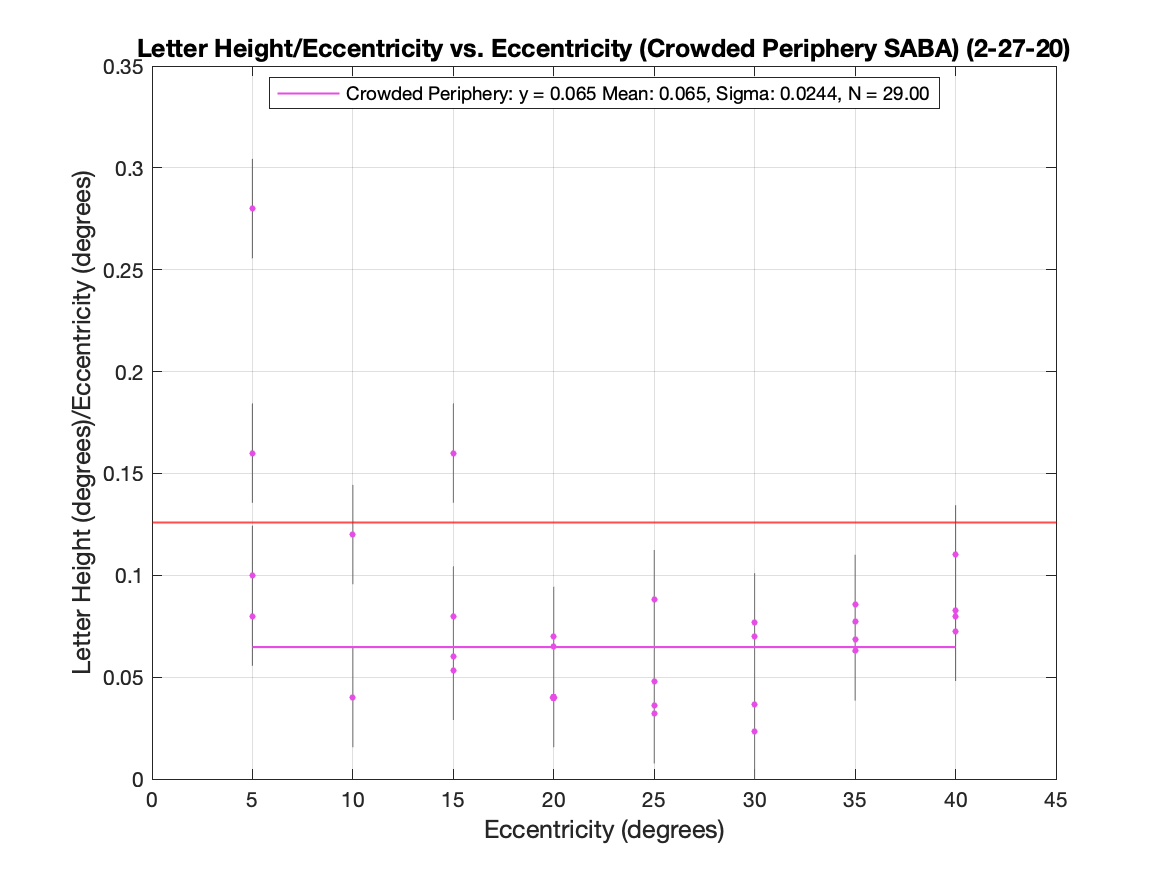 Letter Height/Eccentricity vs. Eccentricity (Crowded Periphery SABA) (2-27-20)
Crowded Periphery: y = 0.065 Mean: 0.065, Sigma: 0.0244, N = 29.00
Letter Height (degrees)/Eccentricity (degrees)
0.35
0.3
0.25
0.2
0.15
0.1
0.05
0
0 5 10 15 20 25 30 35 40 45
Eccentricity (degrees)